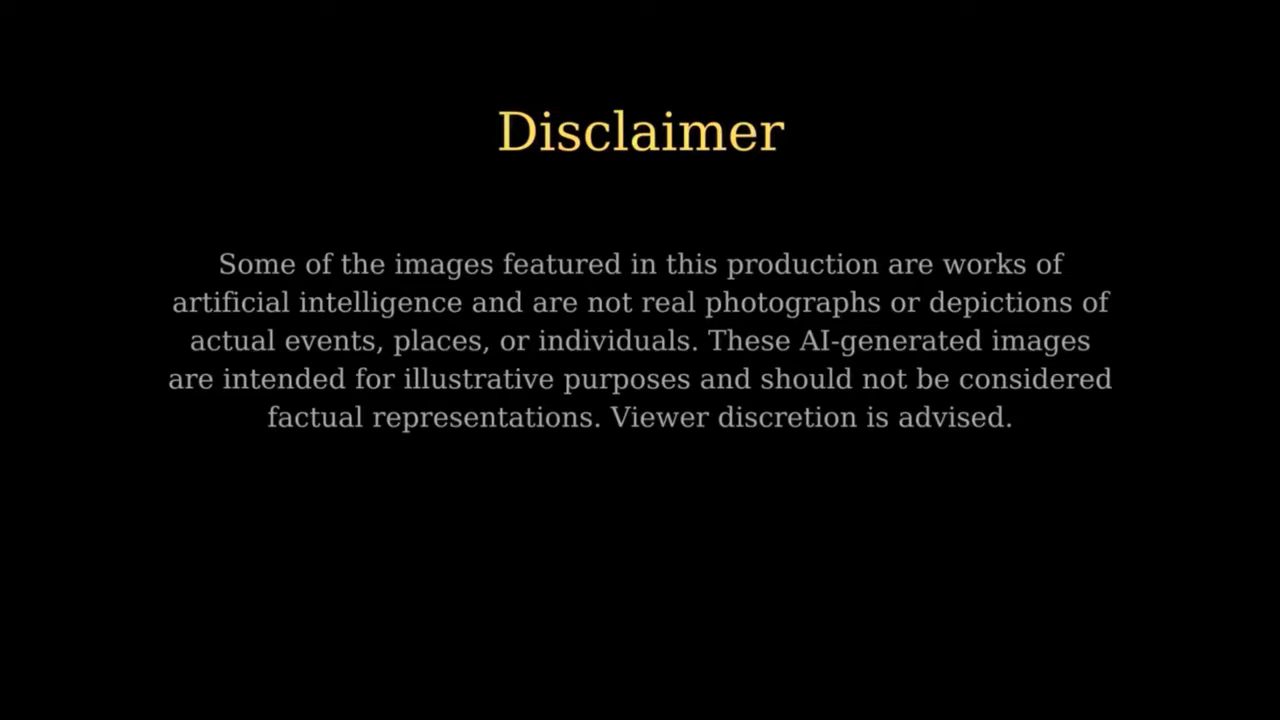 Disclaimer
Some of the images featured in this production are works of
artificial intelligence and are not real photographs or depictions of
actual events, places, or individuals. These AI-generated images
are intended for illustrative purposes and should not be considered
factual representations. Viewer discretion is advised.